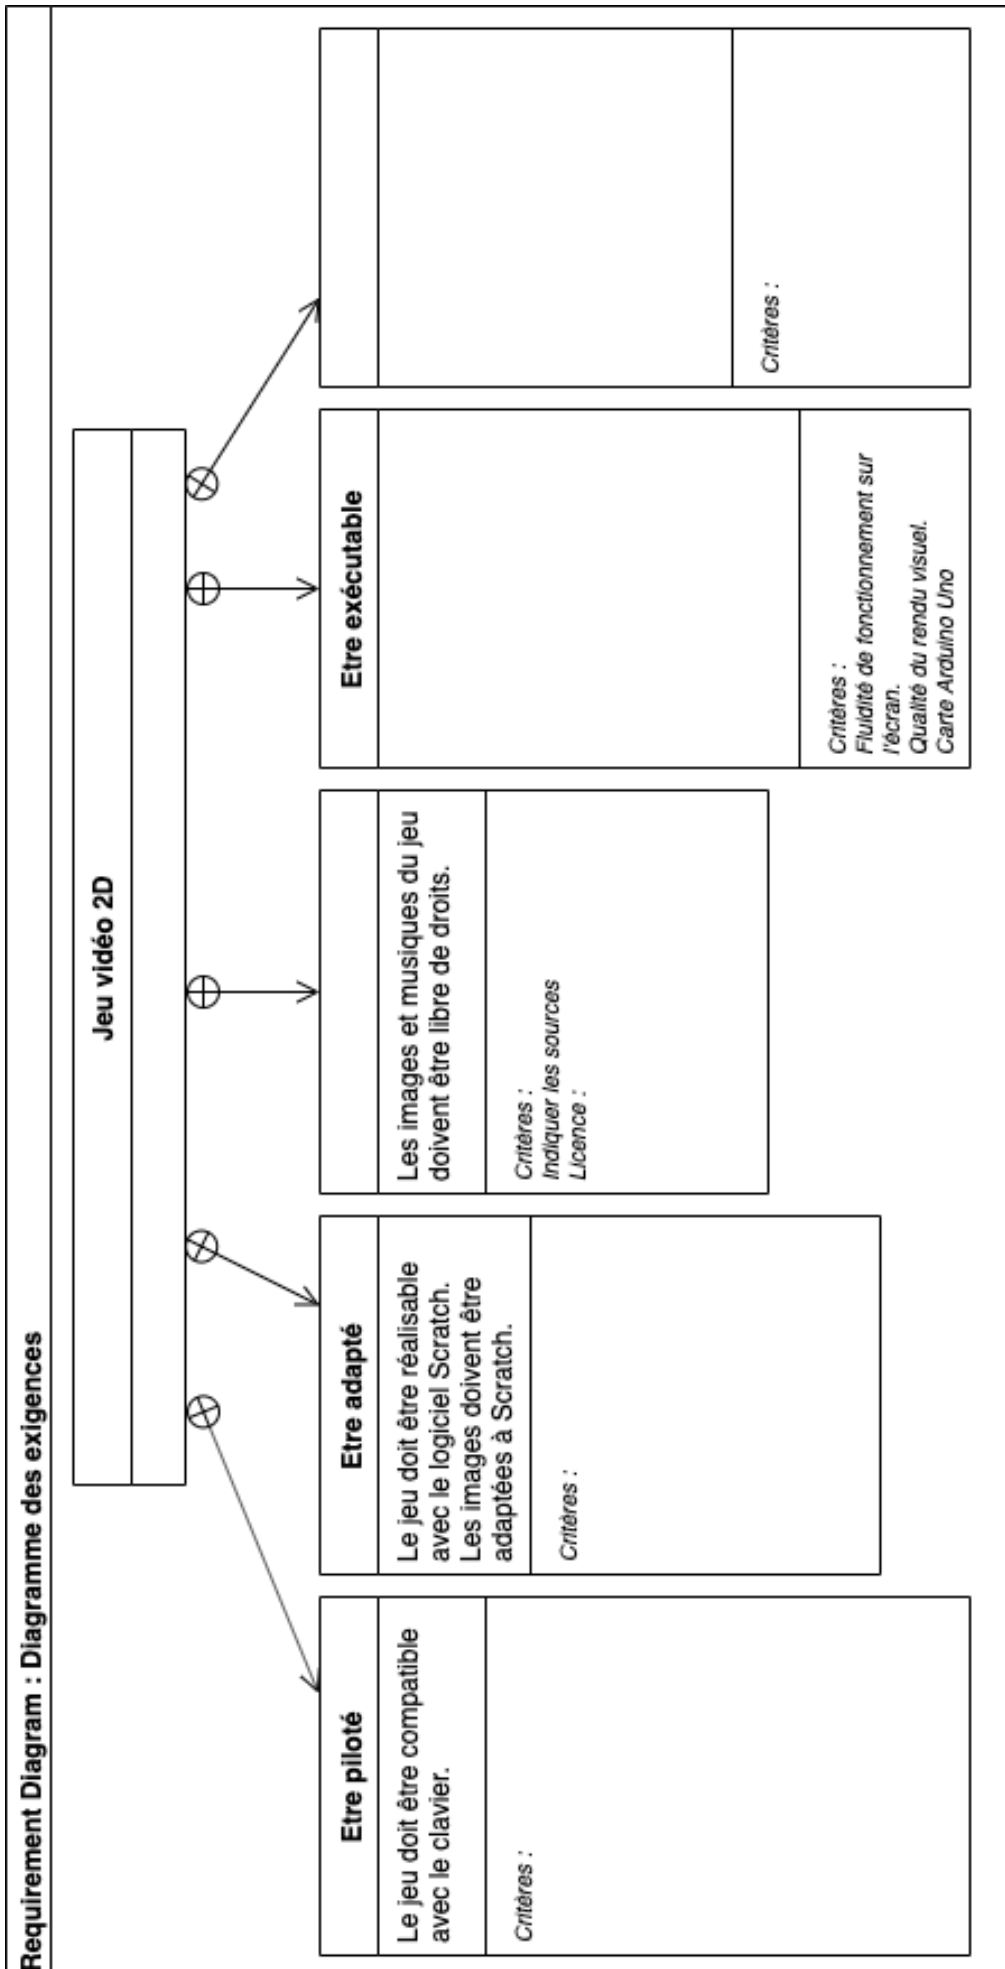 Requirement Diagram : Diagramme des exigences
Jeu vidéo 2D
Etre piloté
Le jeu doit être compatible
avec le clavier.
Critères :
Etre adapté
Le jeu doit être réalisable
avec le logiciel Scratch.
Les images doivent être
adaptées à Scratch.
Critères :
Les images et musiques du jeu
doivent être libre de droits.
Critères :
Indiquer les sources
Licence :
Etre exécutable
Critères :
Fluidité de fonctionnement sur
l'écran.
Qualité du rendu visuel.
Carte Arduino Uno
Critères :